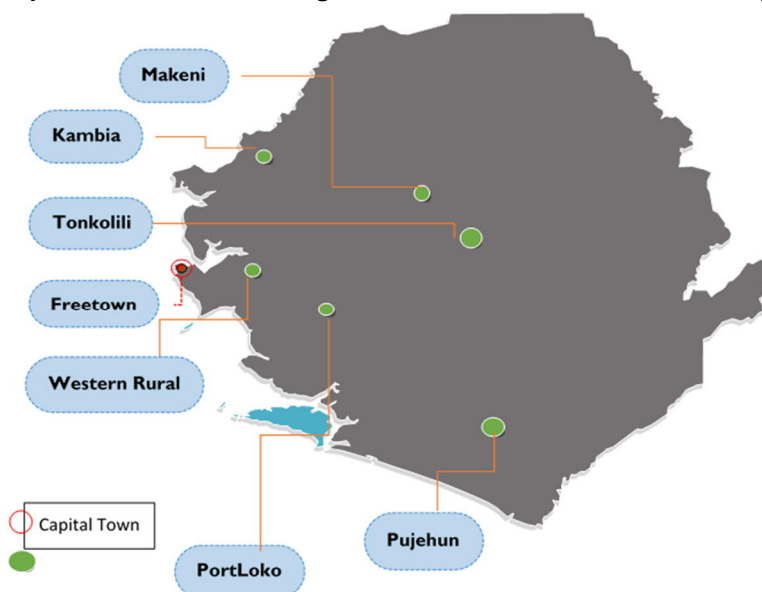 Makeni
Kambia
Tonkolili
Freetown
Western Rural
Capital Town
Pujehun
PortLoko